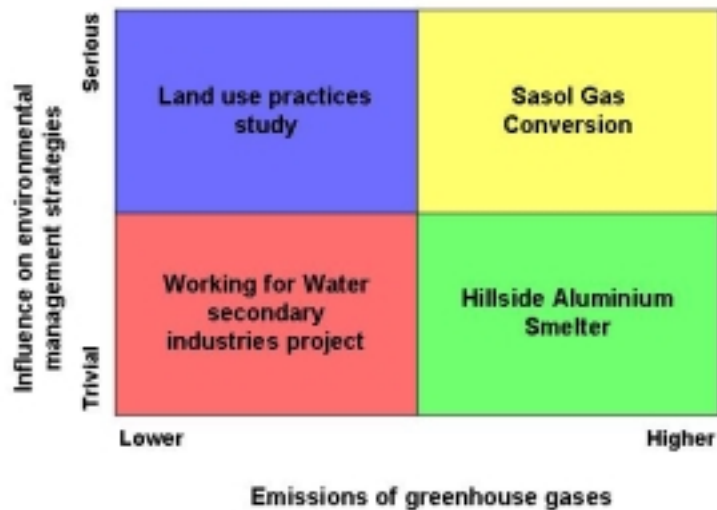 Influence on environmental
management strategies
Serious
Trivial
Land use practices
study
Sasol Gas
Conversion
Working for Water
secondary
industries project
Hillside Aluminium
Smelter
Lower
Higher
Emissions of greenhouse gases